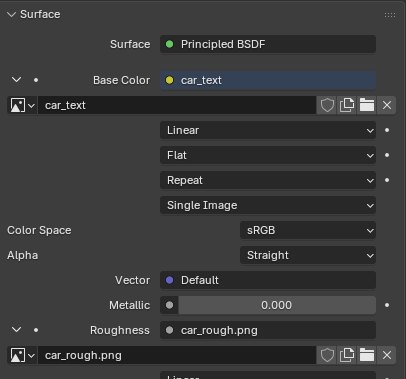 Surface
Surface Principled BSDF
Base Color car_text
car_text
Linear
Flat
Repeat
Single Image
Color Space sRGB
Alpha Straight
Vector Default
Metallic 0.000
Roughness car_rough.png
car_rough.png
Linear